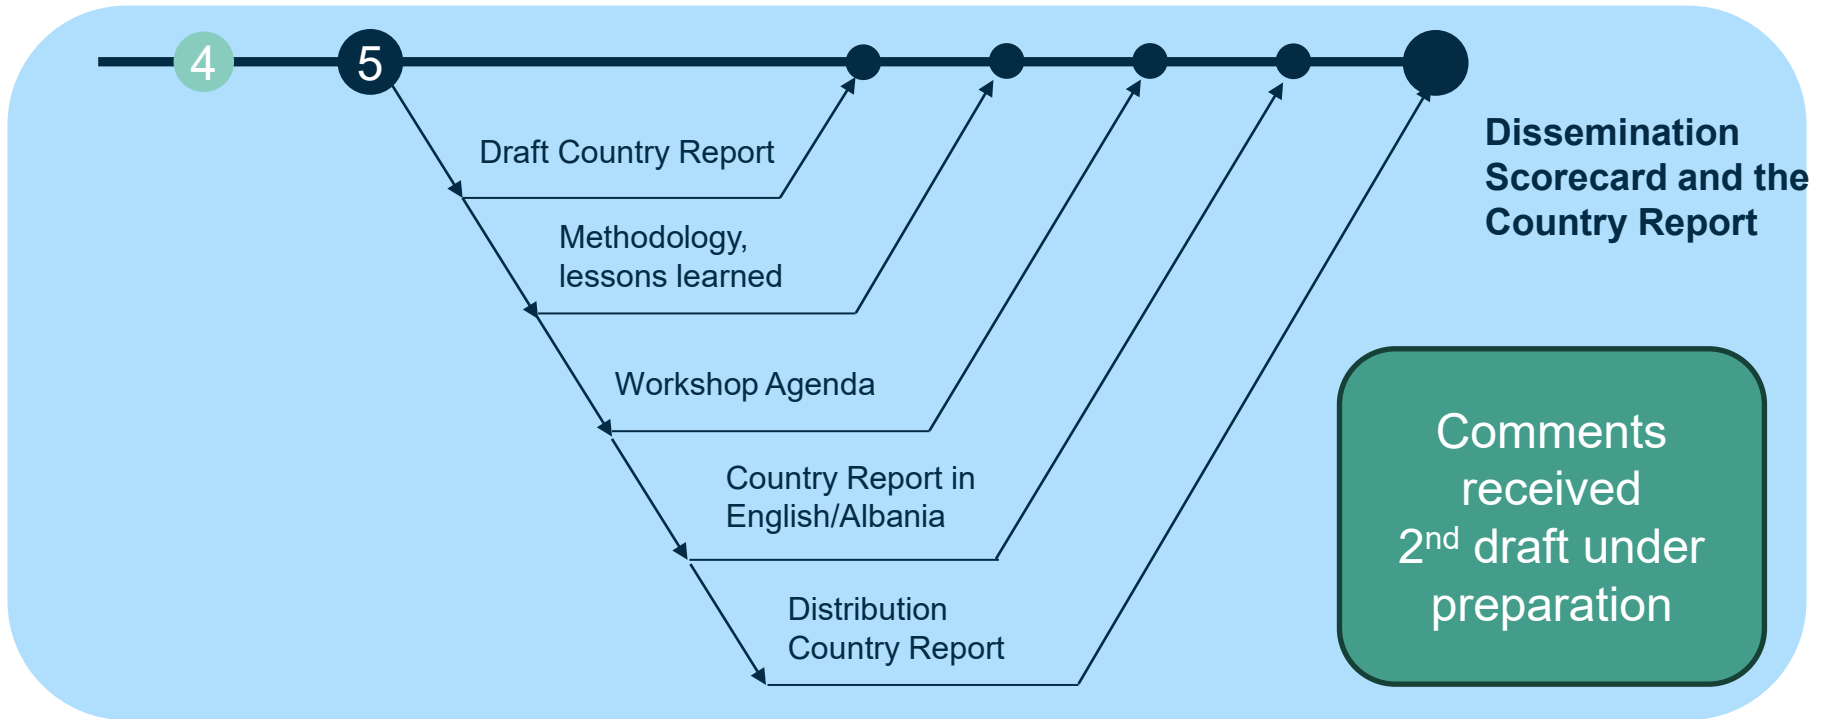 4
5
Draft Country Report
Dissemination
Scorecard and the
Country Report
Methodology,
lessons learned
Workshop Agenda
Country Report in
English/Albania
Distribution
Country Report
Comments
received
2nd draft under
preparation